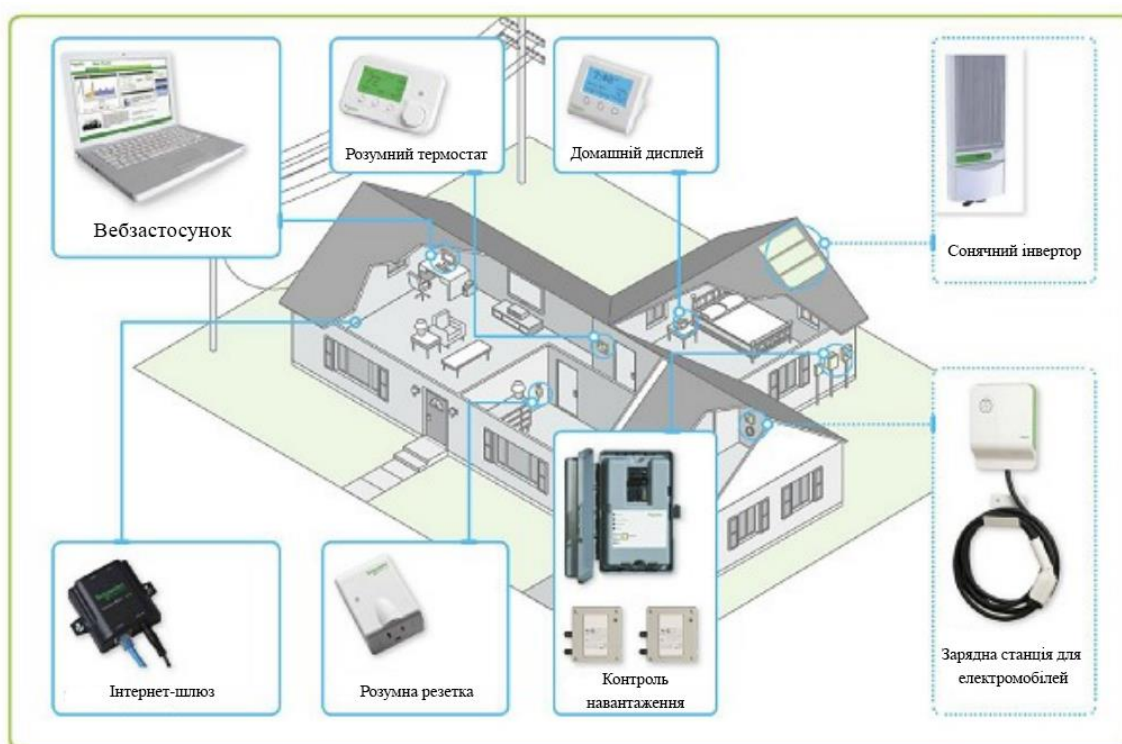 Вебзастосунок
Розумний термостат
Домашній дисплей
Сонячний інвертор
Інтернет-шлюз
Розумна резетка
Контроль
навантаження
Зарядна станція для
електромобілей